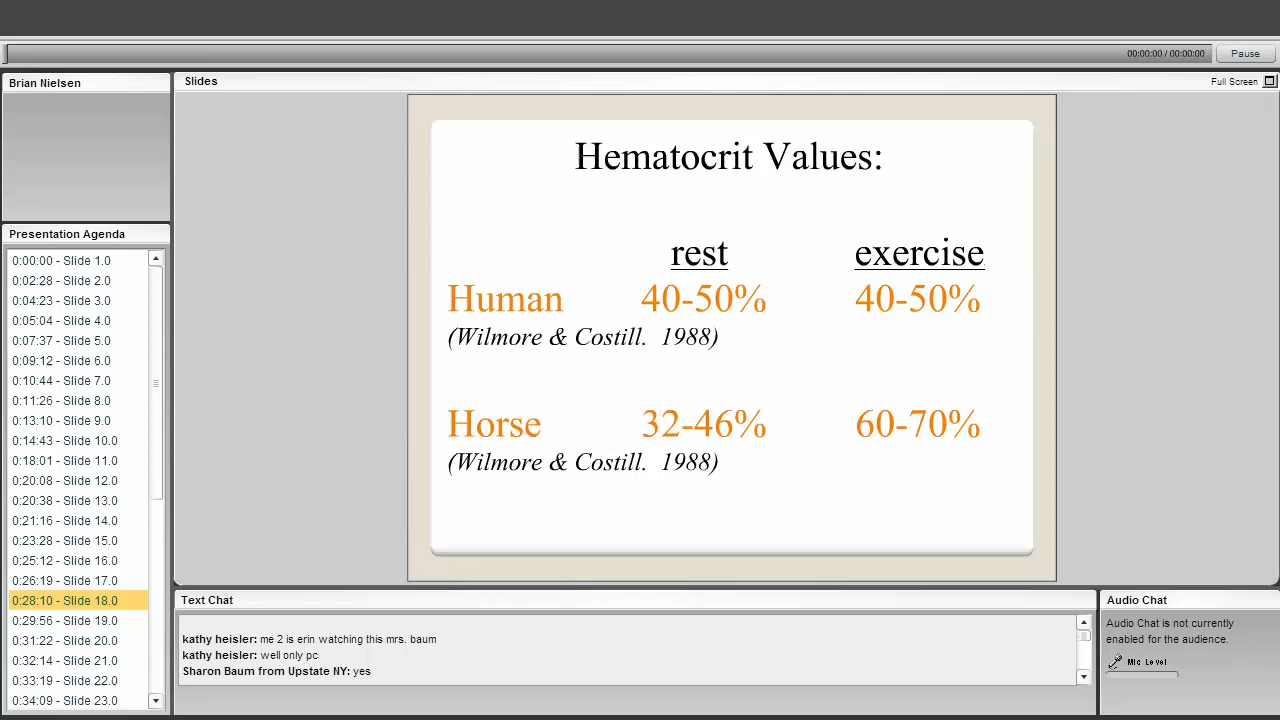 00:00:00 / 00:00:00
Pause
Brian Nielsen
Slides
Full Screen
Hematocrit Values:
rest exercise
Human 40-50% 40-50%
(Wilmore & Costill. 1988)
Horse 32-46% 60-70%
(Wilmore & Costill. 1988)
Presentation Agenda
0:00:00 - Slide 1.0
0:02:28 - Slide 2.0
0:04:23 - Slide 3.0
0:05:04 - Slide 4.0
0:07:37 - Slide 5.0
0:09:12 - Slide 6.0
0:10:44 - Slide 7.0
0:11:26 - Slide 8.0
0:13:10 - Slide 9.0
0:14:43 - Slide 10.0
0:18:01 - Slide 11.0
0:20:08 - Slide 12.0
0:20:38 - Slide 13.0
0:21:16 - Slide 14.0
0:23:28 - Slide 15.0
0:25:12 - Slide 16.0
0:26:19 - Slide 17.0
0:28:10 - Slide 18.0
0:29:56 - Slide 19.0
0:31:22 - Slide 20.0
0:32:14 - Slide 21.0
0:33:19 - Slide 22.0
0:34:09 - Slide 23.0
Text Chat
kathy heisler: me 2 is erin watching this mrs. baum
kathy heisler: well only pc
Sharon Baum from Upstate NY: yes
Audio Chat
Audio Chat is not currently
enabled for the audience.
Mic Level